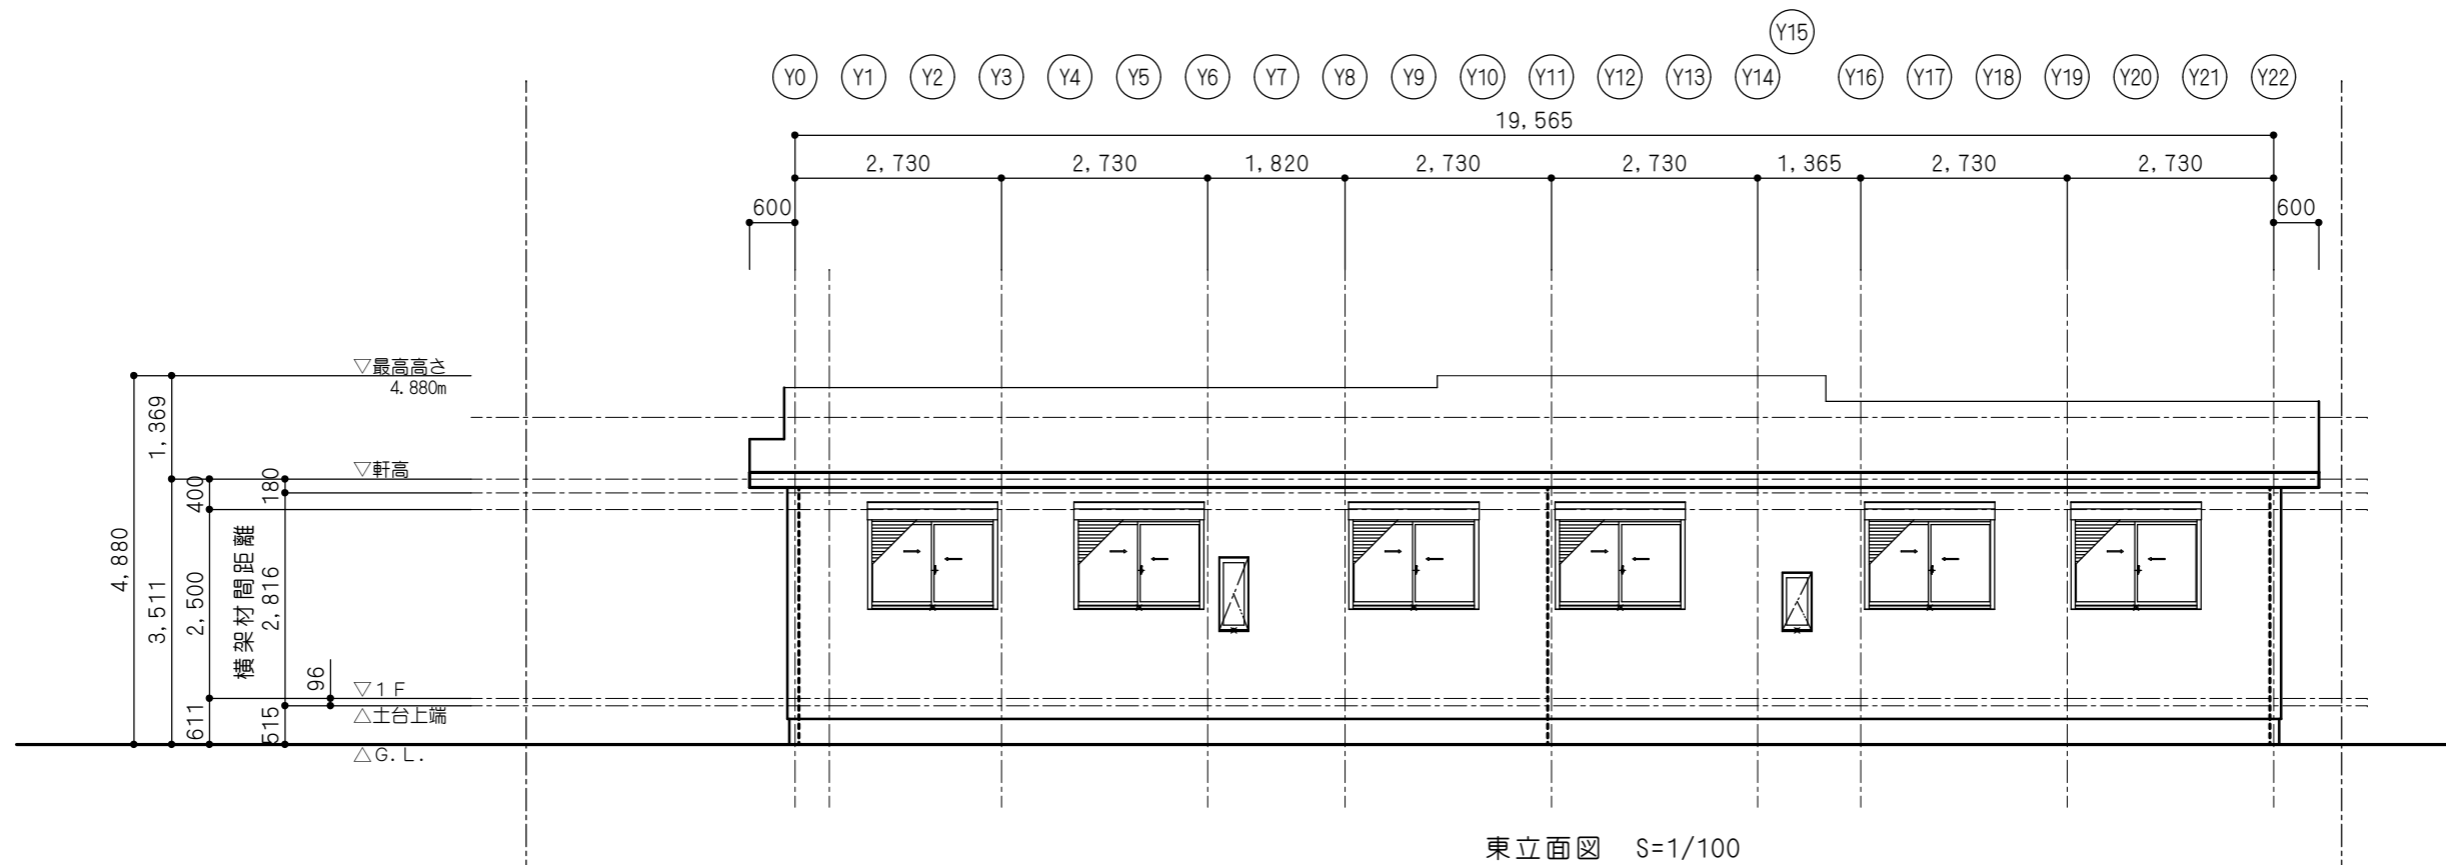 Y15
Y0 Y1 Y2 Y3 Y4 Y5 Y6 Y7 Y8 Y9 Y10 Y11 Y12 Y13 Y14 Y16 Y17 Y18 Y19 Y20 Y21 Y22
19,565
2,730 2,730 1,820 2,730 2,730 1,365 2,730 2,730
600 600
▽最高高さ
4.880m
1,369
▽軒高
400
180
4,880
3,511
2,500
横架材間距離
2,816
96
▽1F
△土台上端
611
515
△G.L.
東立面図 S=1/100